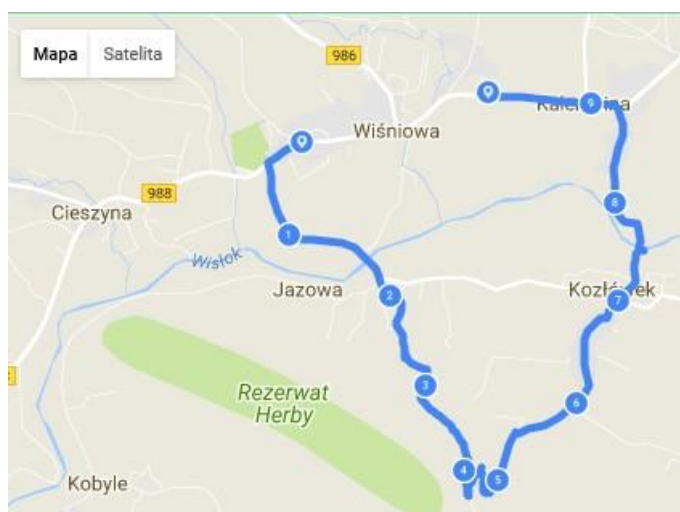 Mapa Satelita
986
Wiśniowa
9
988
Cieszyna
8
1
Wisłok
Jazowa
2
7
3
Rezerwat
Herby
6
4
5
Kobyle